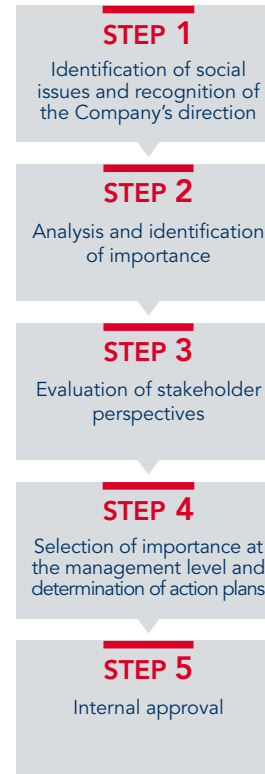 STEP 1
Identification of social
issues and recognition of
the Company's direction
STEP 2
Analysis and identification
of importance
STEP 3
Evaluation of stakeholder
perspectives
STEP 4
Selection of importance at
the management level and
determination of action plans
STEP 5
Internal approval